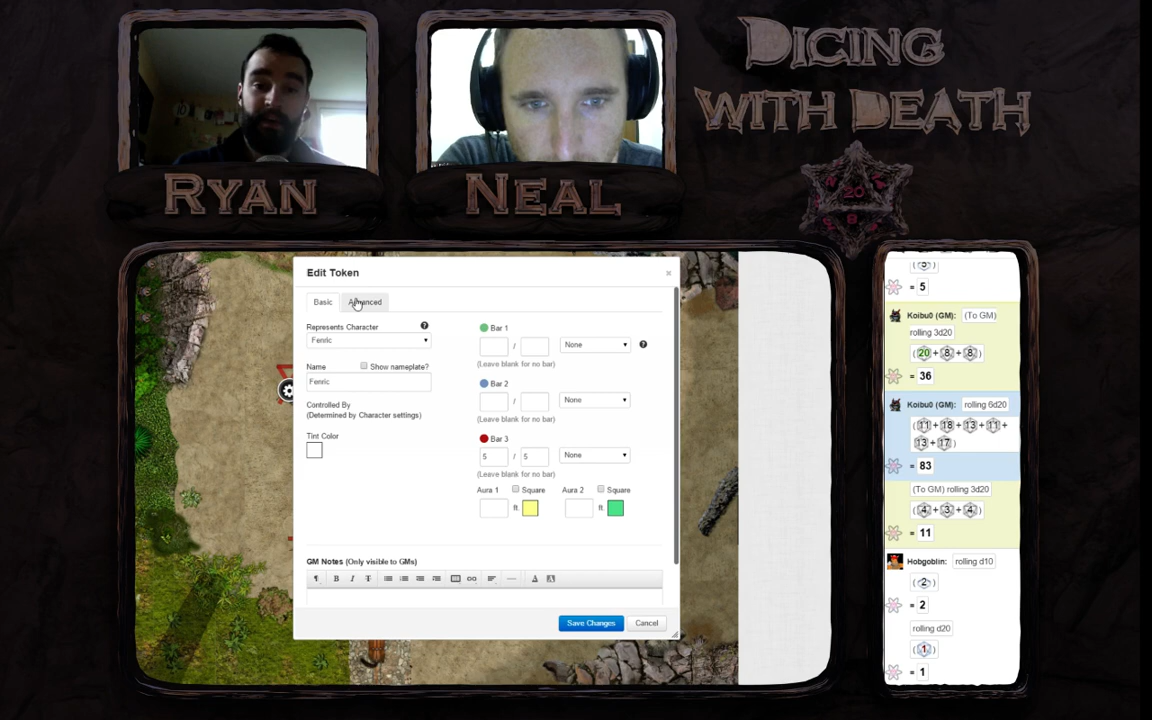 DICING
WITH DEATH
RYAN
NEAL
20
Edit Token
×
Basic
Advanced
Represents Character
Fenric
Name
Show nameplate?
Fenric
Controlled By
(Determined by Character settings)
Tint Color
Bar 1
/
None
(Leave blank for no bar)
Bar 2
/
None
(Leave blank for no bar)
Bar 3
5 / 5
None
(Leave blank for no bar)
Aura 1
Square
Aura 2
Square
ft.
ft.
GM Notes (Only visible to GMs)
B I T
A A
Save Changes
Cancel
(5)
= 5
Koibu0 (GM): (To GM)
rolling 3d20
(20+8+8)
= 36
Koibu0 (GM): rolling 6d20
(11+18+13+11+
13+17)
= 83
(To GM) rolling 3d20
(4+3+4)
= 11
Hobgoblin: rolling d10
(2)
= 2
rolling d20
(1)
= 1